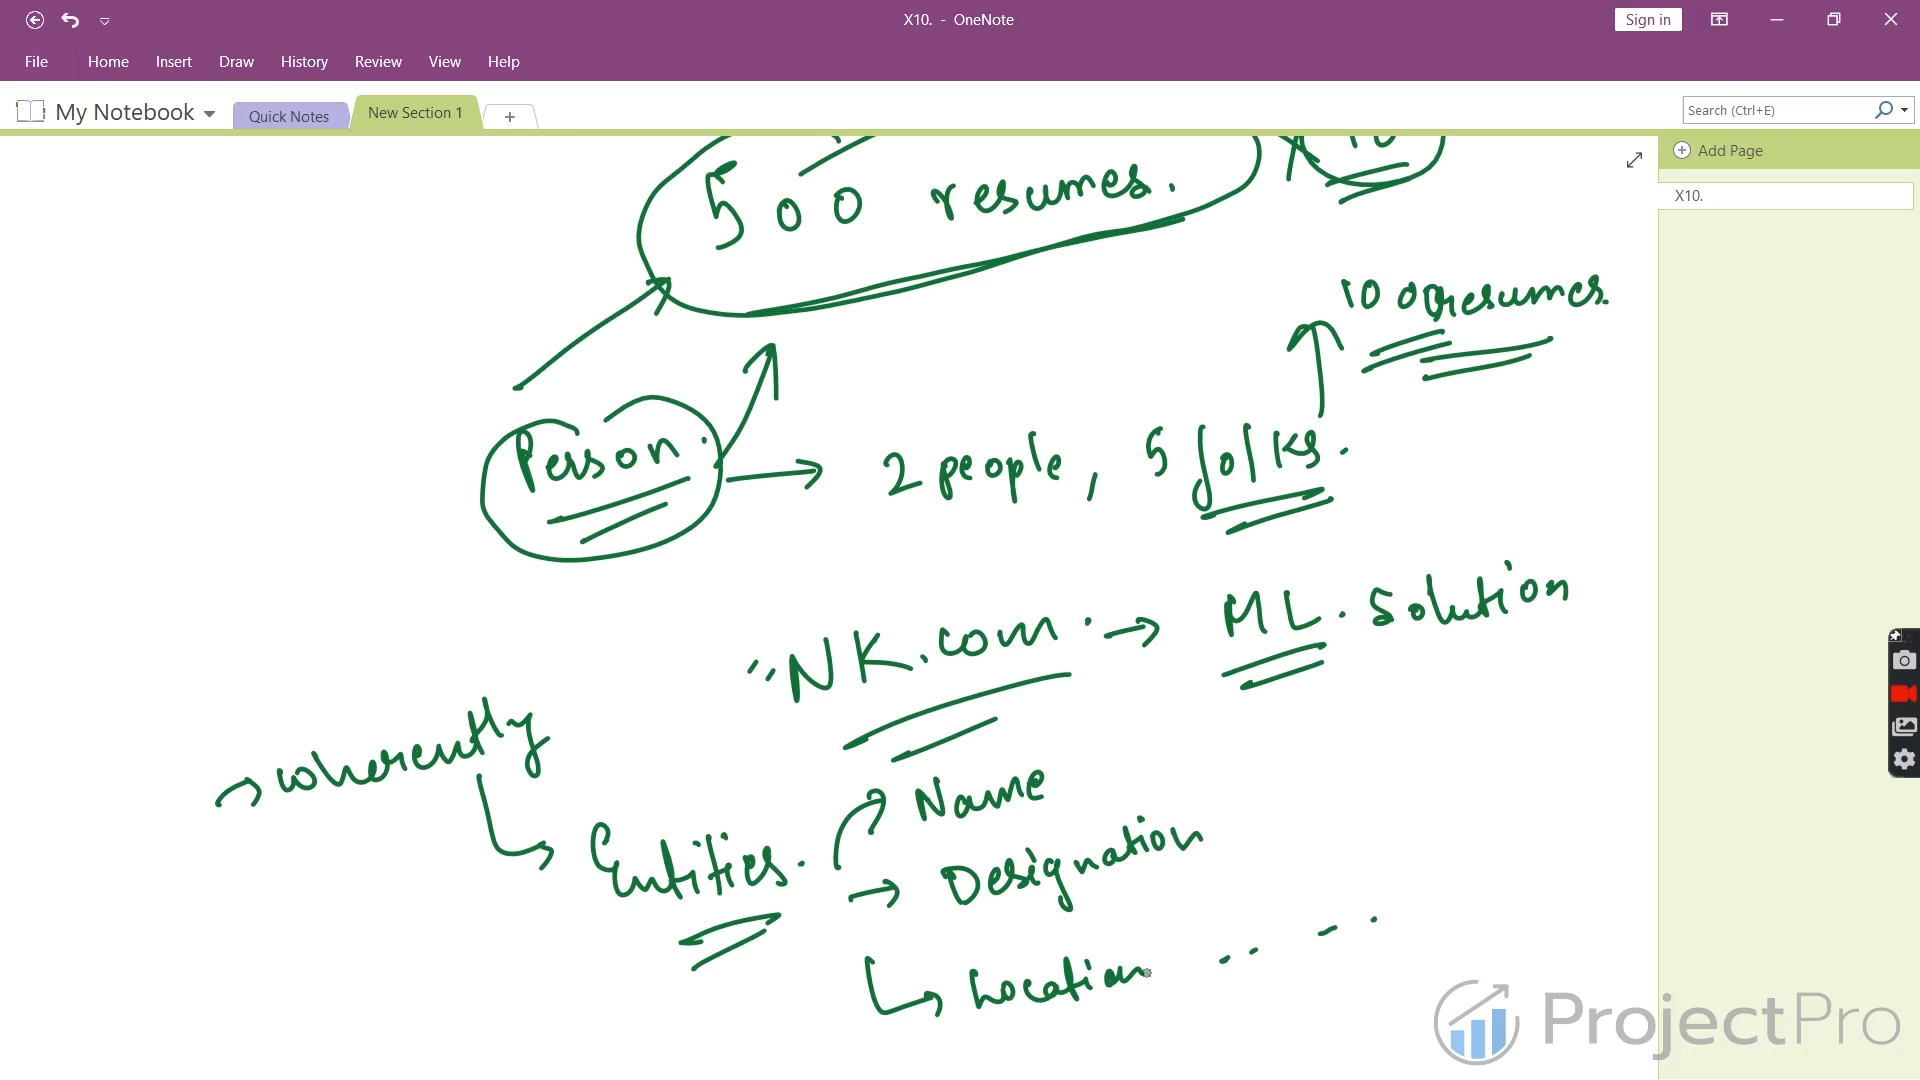 X10. - OneNote
Sign in
File Home Insert Draw History Review View Help
My Notebook
Quick Notes
New Section 1
+
Search (Ctrl+E)
Add Page
X10.
500 resumes.
X 10
100 resumes.
Person.
2 people, 5 folks.
"NK.com. → ML. Solution
→ coherently
Entities.
Name
→ Designation
Location .. - .
ProjectPro